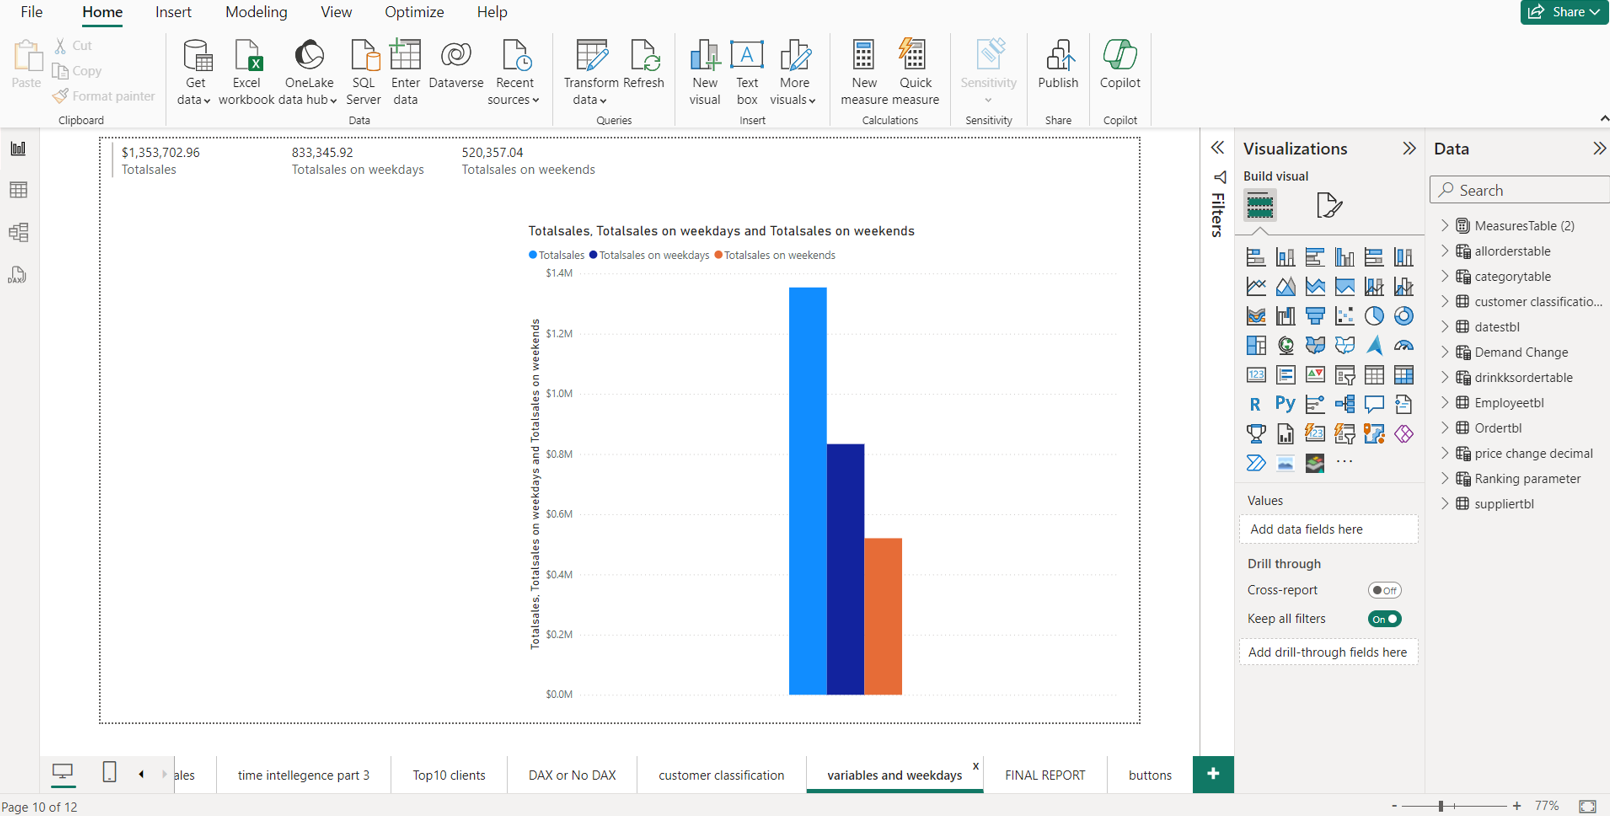 File Home Insert Modeling View Optimize Help
Share
Paste
Cut
Copy
Format painter
Clipboard
Get data
Excel workbook
OneLake data hub
SQL Server
Enter data
Dataverse
Recent sources
Data
Transform data
Refresh
Queries
New visual
Text box
More visuals
Insert
New measure
Quick measure
Calculations
Sensitivity
Sensitivity
Publish
Share
Copilot
Copilot
$1,353,702.96
Totalsales
833,345.92
Totalsales on weekdays
520,357.04
Totalsales on weekends
Totalsales, Totalsales on weekdays and Totalsales on weekends
Totalsales Totalsales on weekdays Totalsales on weekends
Totalsales, Totalsales on weekdays and Totalsales on weekends
$1.4M
$1.2M
$1.0M
$0.8M
$0.6M
$0.4M
$0.2M
$0.0M
Filters
Visualizations
Build visual
123
R
Py
123
...
Values
Add data fields here
Drill through
Cross-report
Off
Keep all filters
On
Add drill-through fields here
Data
Search
MeasuresTable (2)
allorderstable
categorytable
customer classificatio...
datestbl
Demand Change
drinkksordertable
Employeetbl
Ordertbl
price change decimal
Ranking parameter
suppliertbl
DAX
ales
time intellegence part 3
Top10 clients
DAX or No DAX
customer classification
variables and weekdays
x
FINAL REPORT
buttons
+
Page 10 of 12
- + 77%